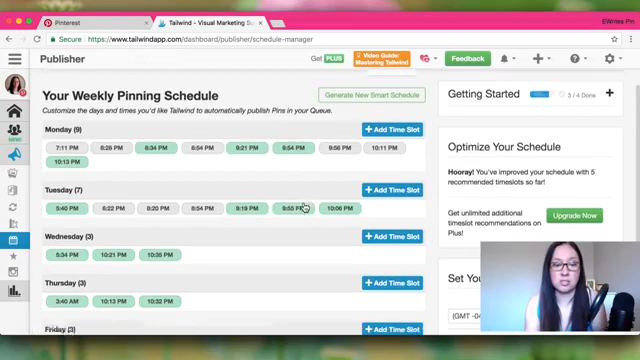 Pinterest
Tailwind - Visual Marketing Su
EWrites Pin
Secure
https://www.tailwindapp.com/dashboard/publisher/schedule-manager
Publisher
Get PLUS
Video Guide:
Mastering Tailwind
Feedback
NEW!
Your Weekly Pinning Schedule
Generate New Smart Schedule
Customize the days and times you'd like Tailwind to automatically publish Pins in your Queue.
Monday (9)
+ Add Time Slot
7:11 PM 8:28 PM 8:34 PM 8:54 PM 9:21 PM 9:54 PM 9:56 PM 10:11 PM
10:13 PM
Tuesday (7)
+ Add Time Slot
5:40 PM 6:22 PM 8:20 PM 8:54 PM 9:19 PM 10:06 PM
Wednesday (3)
+ Add Time Slot
10:21 PM 10:35 PM
Thursday (3)
+ Add Time Slot
3:40 AM 10:13 PM 10:32 PM
Friday (3)
+ Add Time Slot
Getting Started
3 / 4 Done
Optimize Your Schedule
Hooray! You've improved your schedule with 5
recommended timeslots so far!
Get unlimited additional
timeslot recommendations on
Plus!
Upgrade Now
Set You
(GMT -04